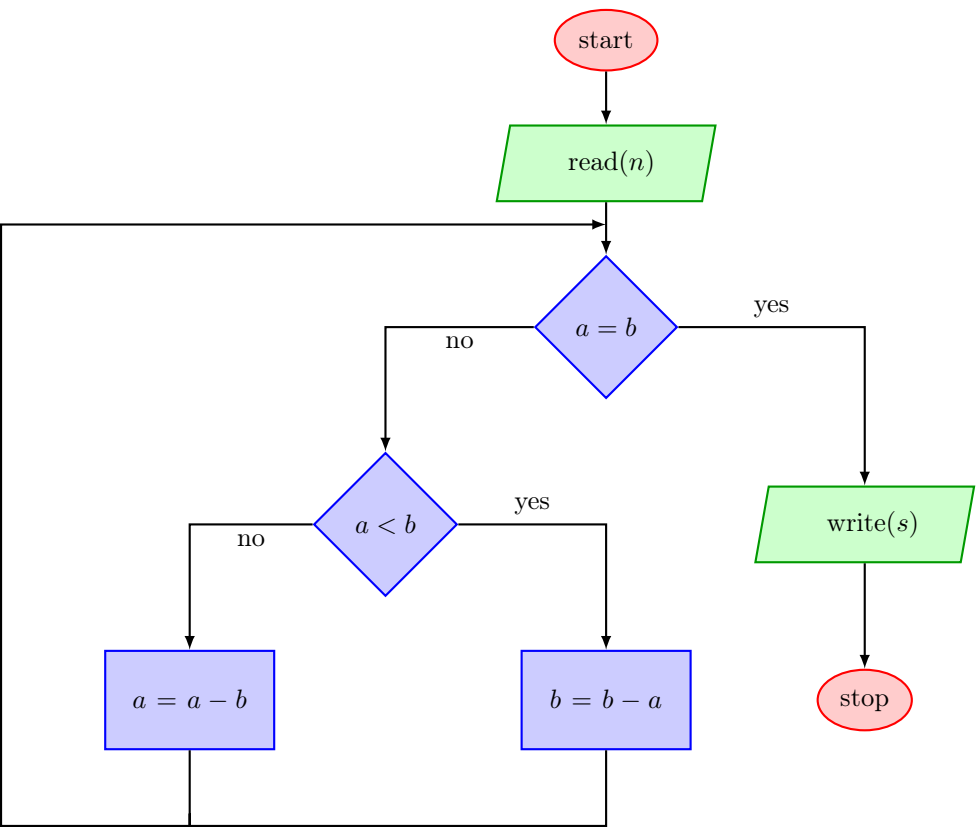 start
read(n)
a = b
no
yes
a < b
no
yes
write(s)
a = a − b
b = b − a
stop